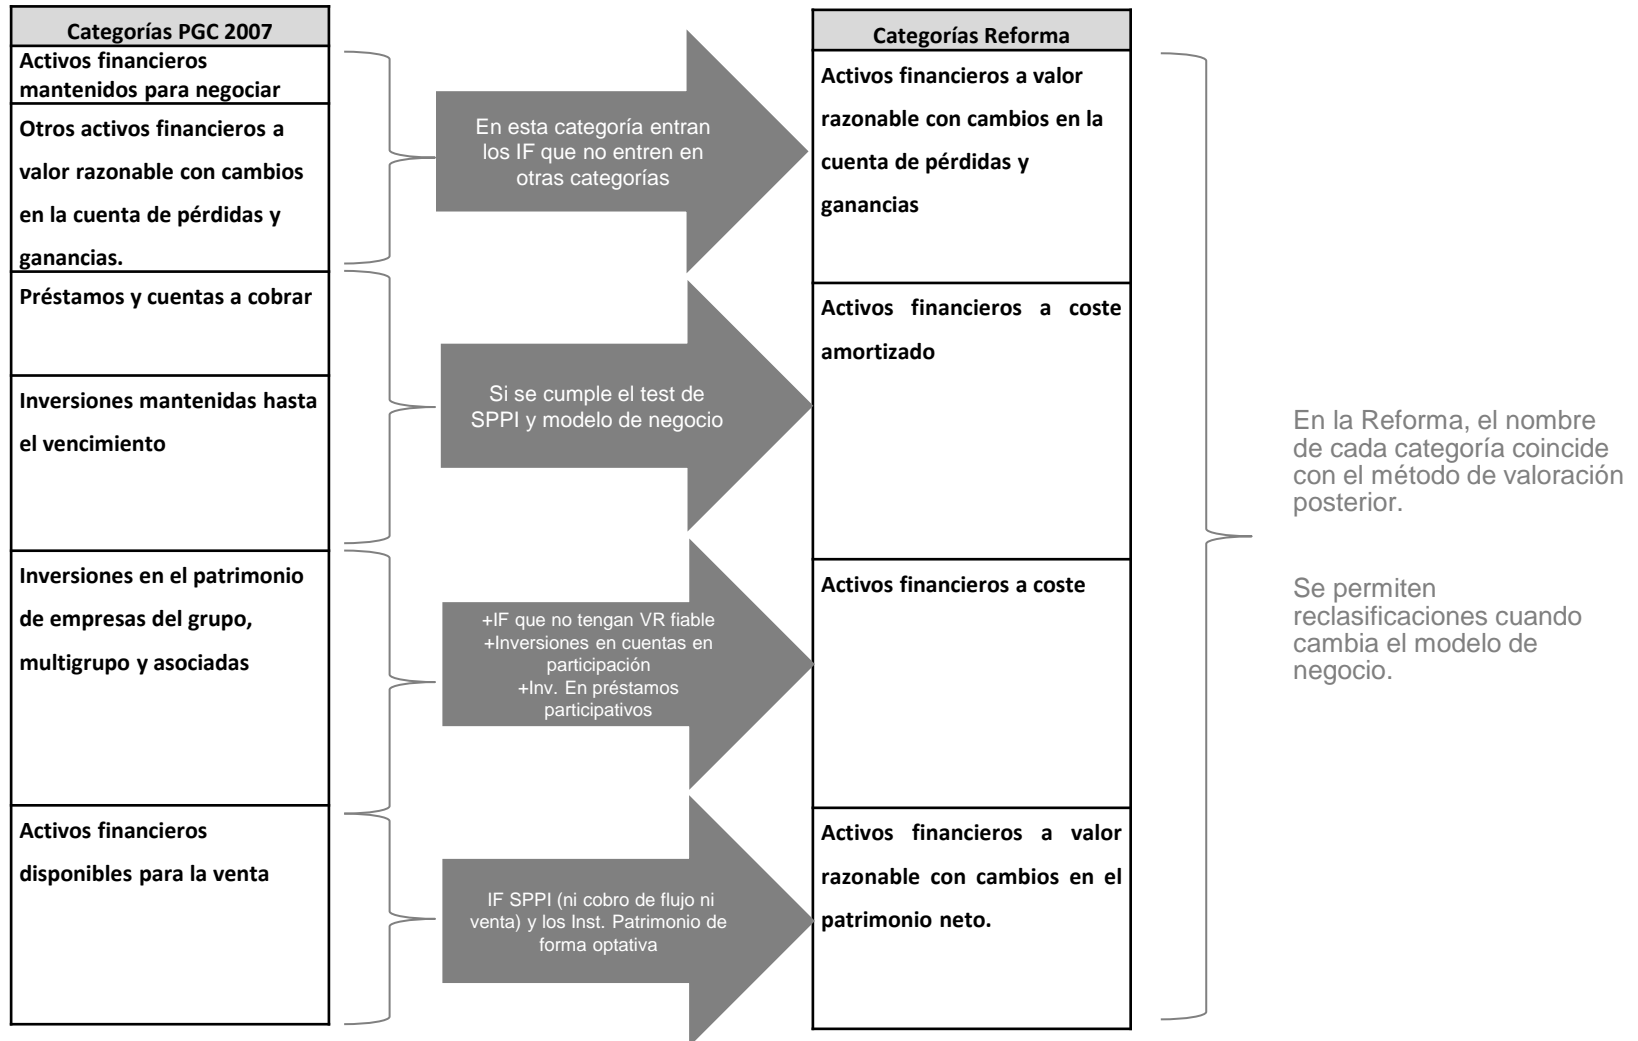 Categorías PGC 2007
Activos financieros
mantenidos para negociar
Otros activos financieros a
valor razonable con cambios
en la cuenta de pérdidas y
ganancias.
Préstamos y cuentas a cobrar
Inversiones mantenidas hasta
el vencimiento
Inversiones en el patrimonio
de empresas del grupo,
multigrupo y asociadas
Activos financieros
disponibles para la venta
En esta categoría entran
los IF que no entren en
otras categorías
Si se cumple el test de
SPPI y modelo de negocio
+IF que no tengan VR fiable
+Inversiones en cuentas en
participación
+Inv. En préstamos
participativos
IF SPPI (ni cobro de flujo ni
venta) y los Inst. Patrimonio de
forma optativa
Categorías Reforma
Activos financieros a valor
razonable con cambios en la
cuenta de pérdidas y
ganancias
Activos financieros a coste
amortizado
Activos financieros a coste
Activos financieros a valor
razonable con cambios en el
patrimonio neto.
En la Reforma, el nombre
de cada categoría coincide
con el método de valoración
posterior.
Se permiten
reclasificaciones cuando
cambia el modelo de
negocio.